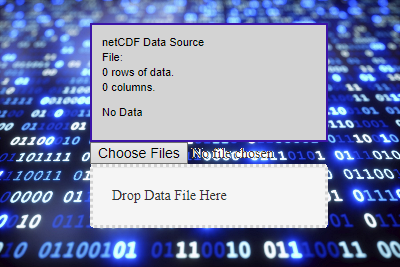 netCDF Data Source
File:
0 rows of data.
0 columns.
No Data
Choose Files No file chosen
Drop Data File Here